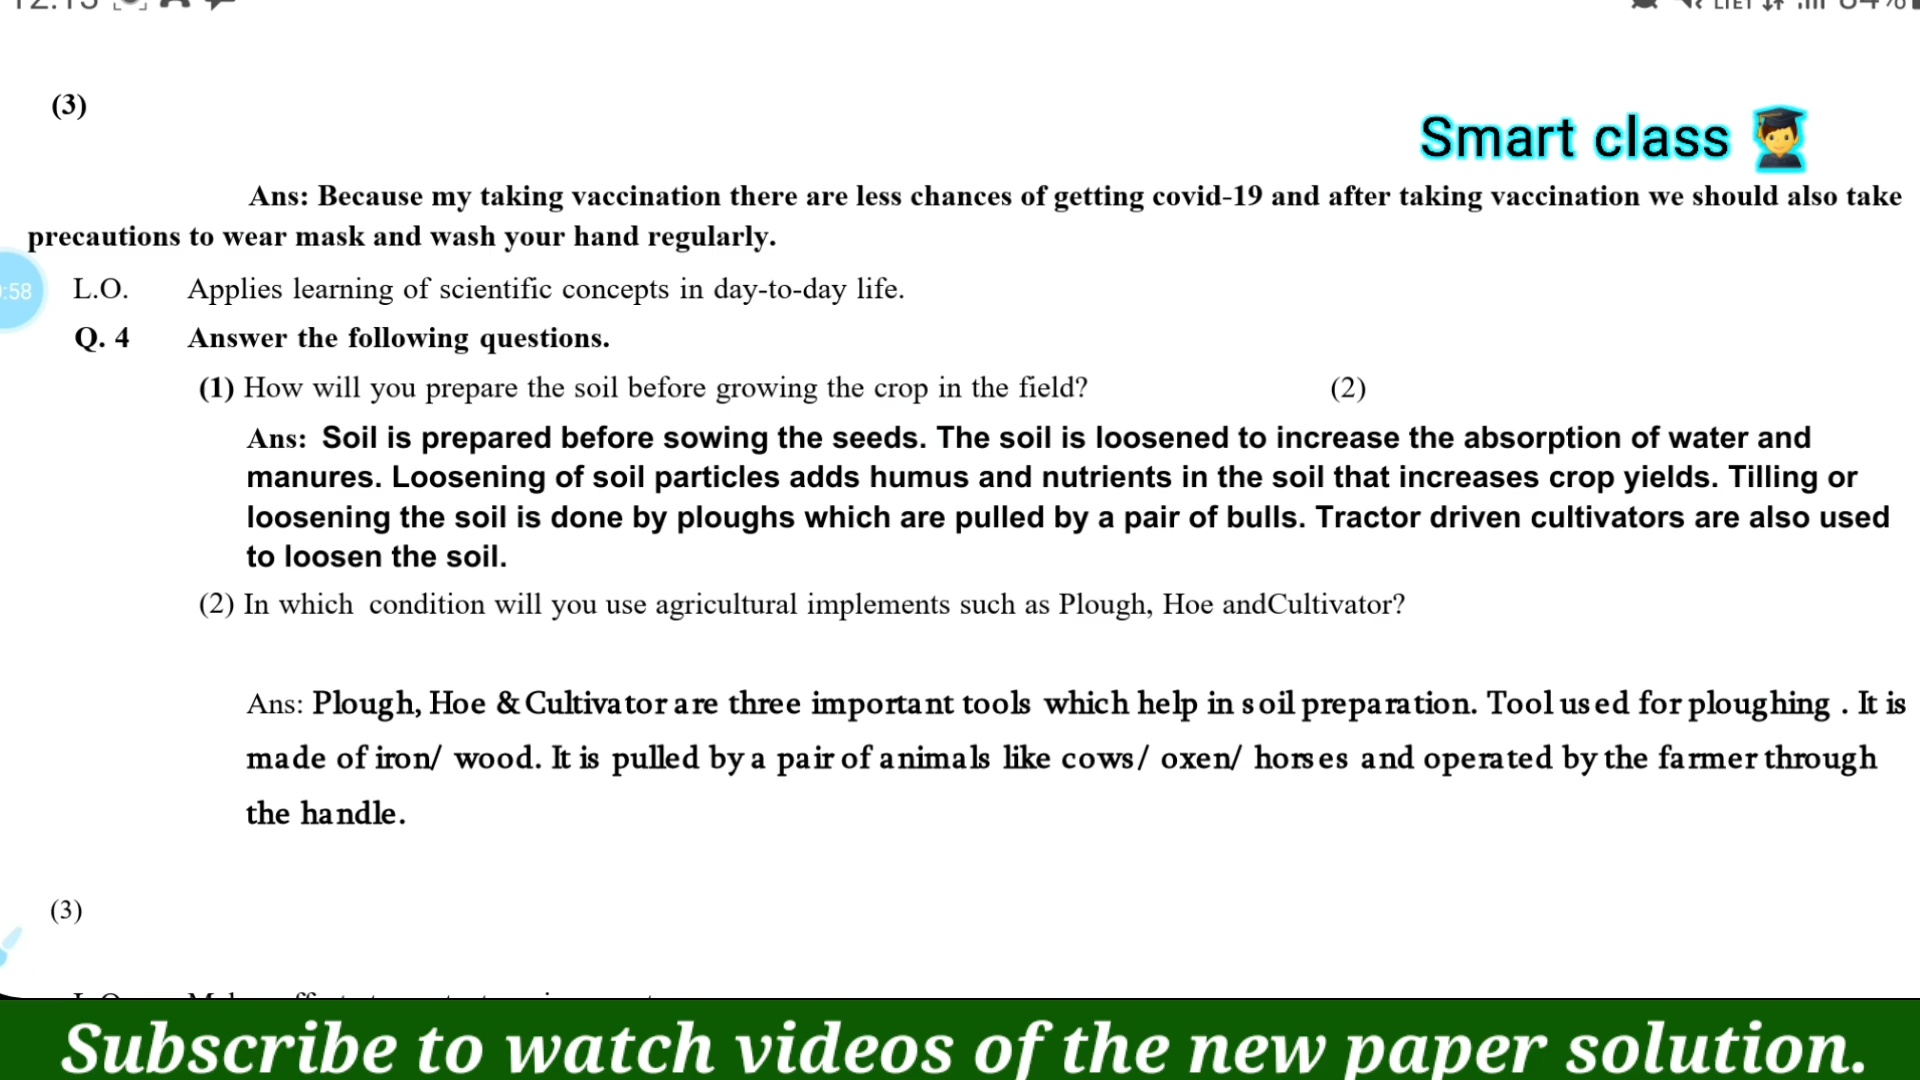 (3)
Smart class
Ans: Because my taking vaccination there are less chances of getting covid-19 and after taking vaccination we should also take
precautions to wear mask and wash your hand regularly.
:58
L.O. Applies learning of scientific concepts in day-to-day life.
Q. 4 Answer the following questions.
(1) How will you prepare the soil before growing the crop in the field? (2)
Ans: Soil is prepared before sowing the seeds. The soil is loosened to increase the absorption of water and
manures. Loosening of soil particles adds humus and nutrients in the soil that increases crop yields. Tilling or
loosening the soil is done by ploughs which are pulled by a pair of bulls. Tractor driven cultivators are also used
to loosen the soil.
(2) In which condition will you use agricultural implements such as Plough, Hoe andCultivator?
Ans: Plough, Hoe & Cultivator are three important tools which help in soil preparation. Tool used for ploughing . It is
made of iron/ wood. It is pulled by a pair of animals like cows/ oxen/ horses and operated by the farmer through
the handle.
(3)
Subscribe to watch videos of the new paper solution.